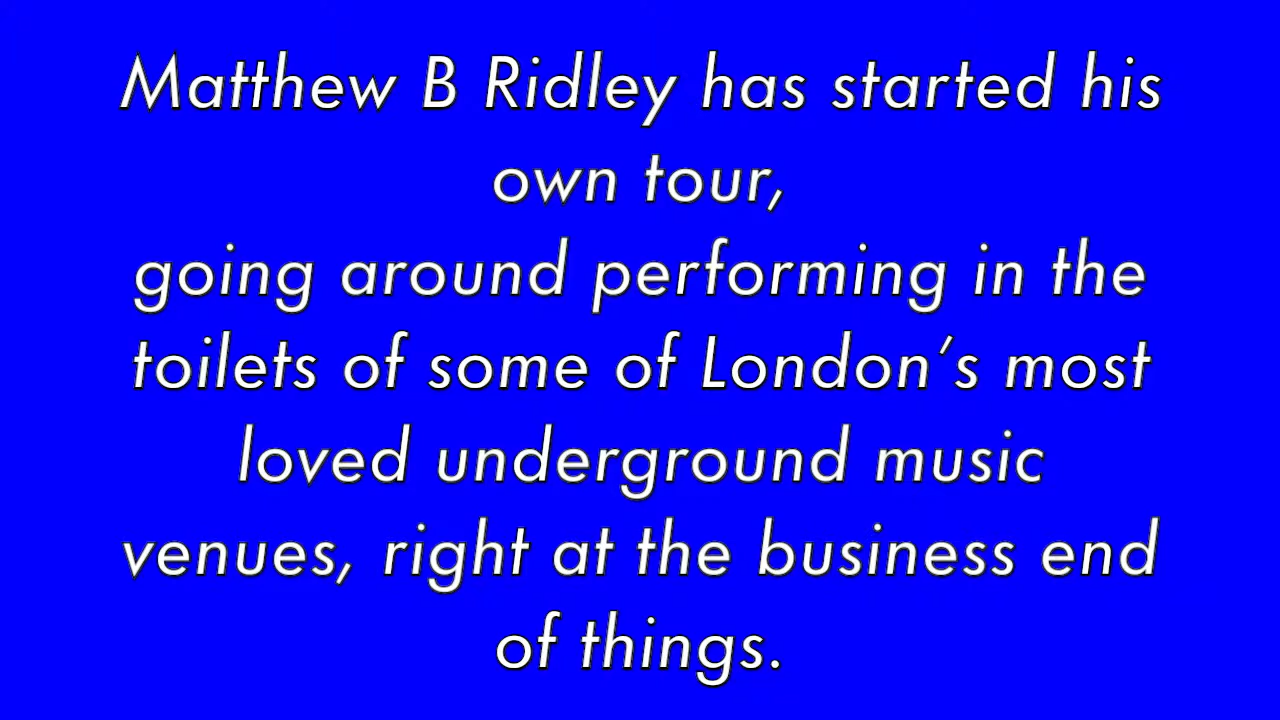 Matthew B Ridley has started his
own tour,
going around performing in the
toilets of some of London’s most
loved underground music
venues, right at the business end
of things.